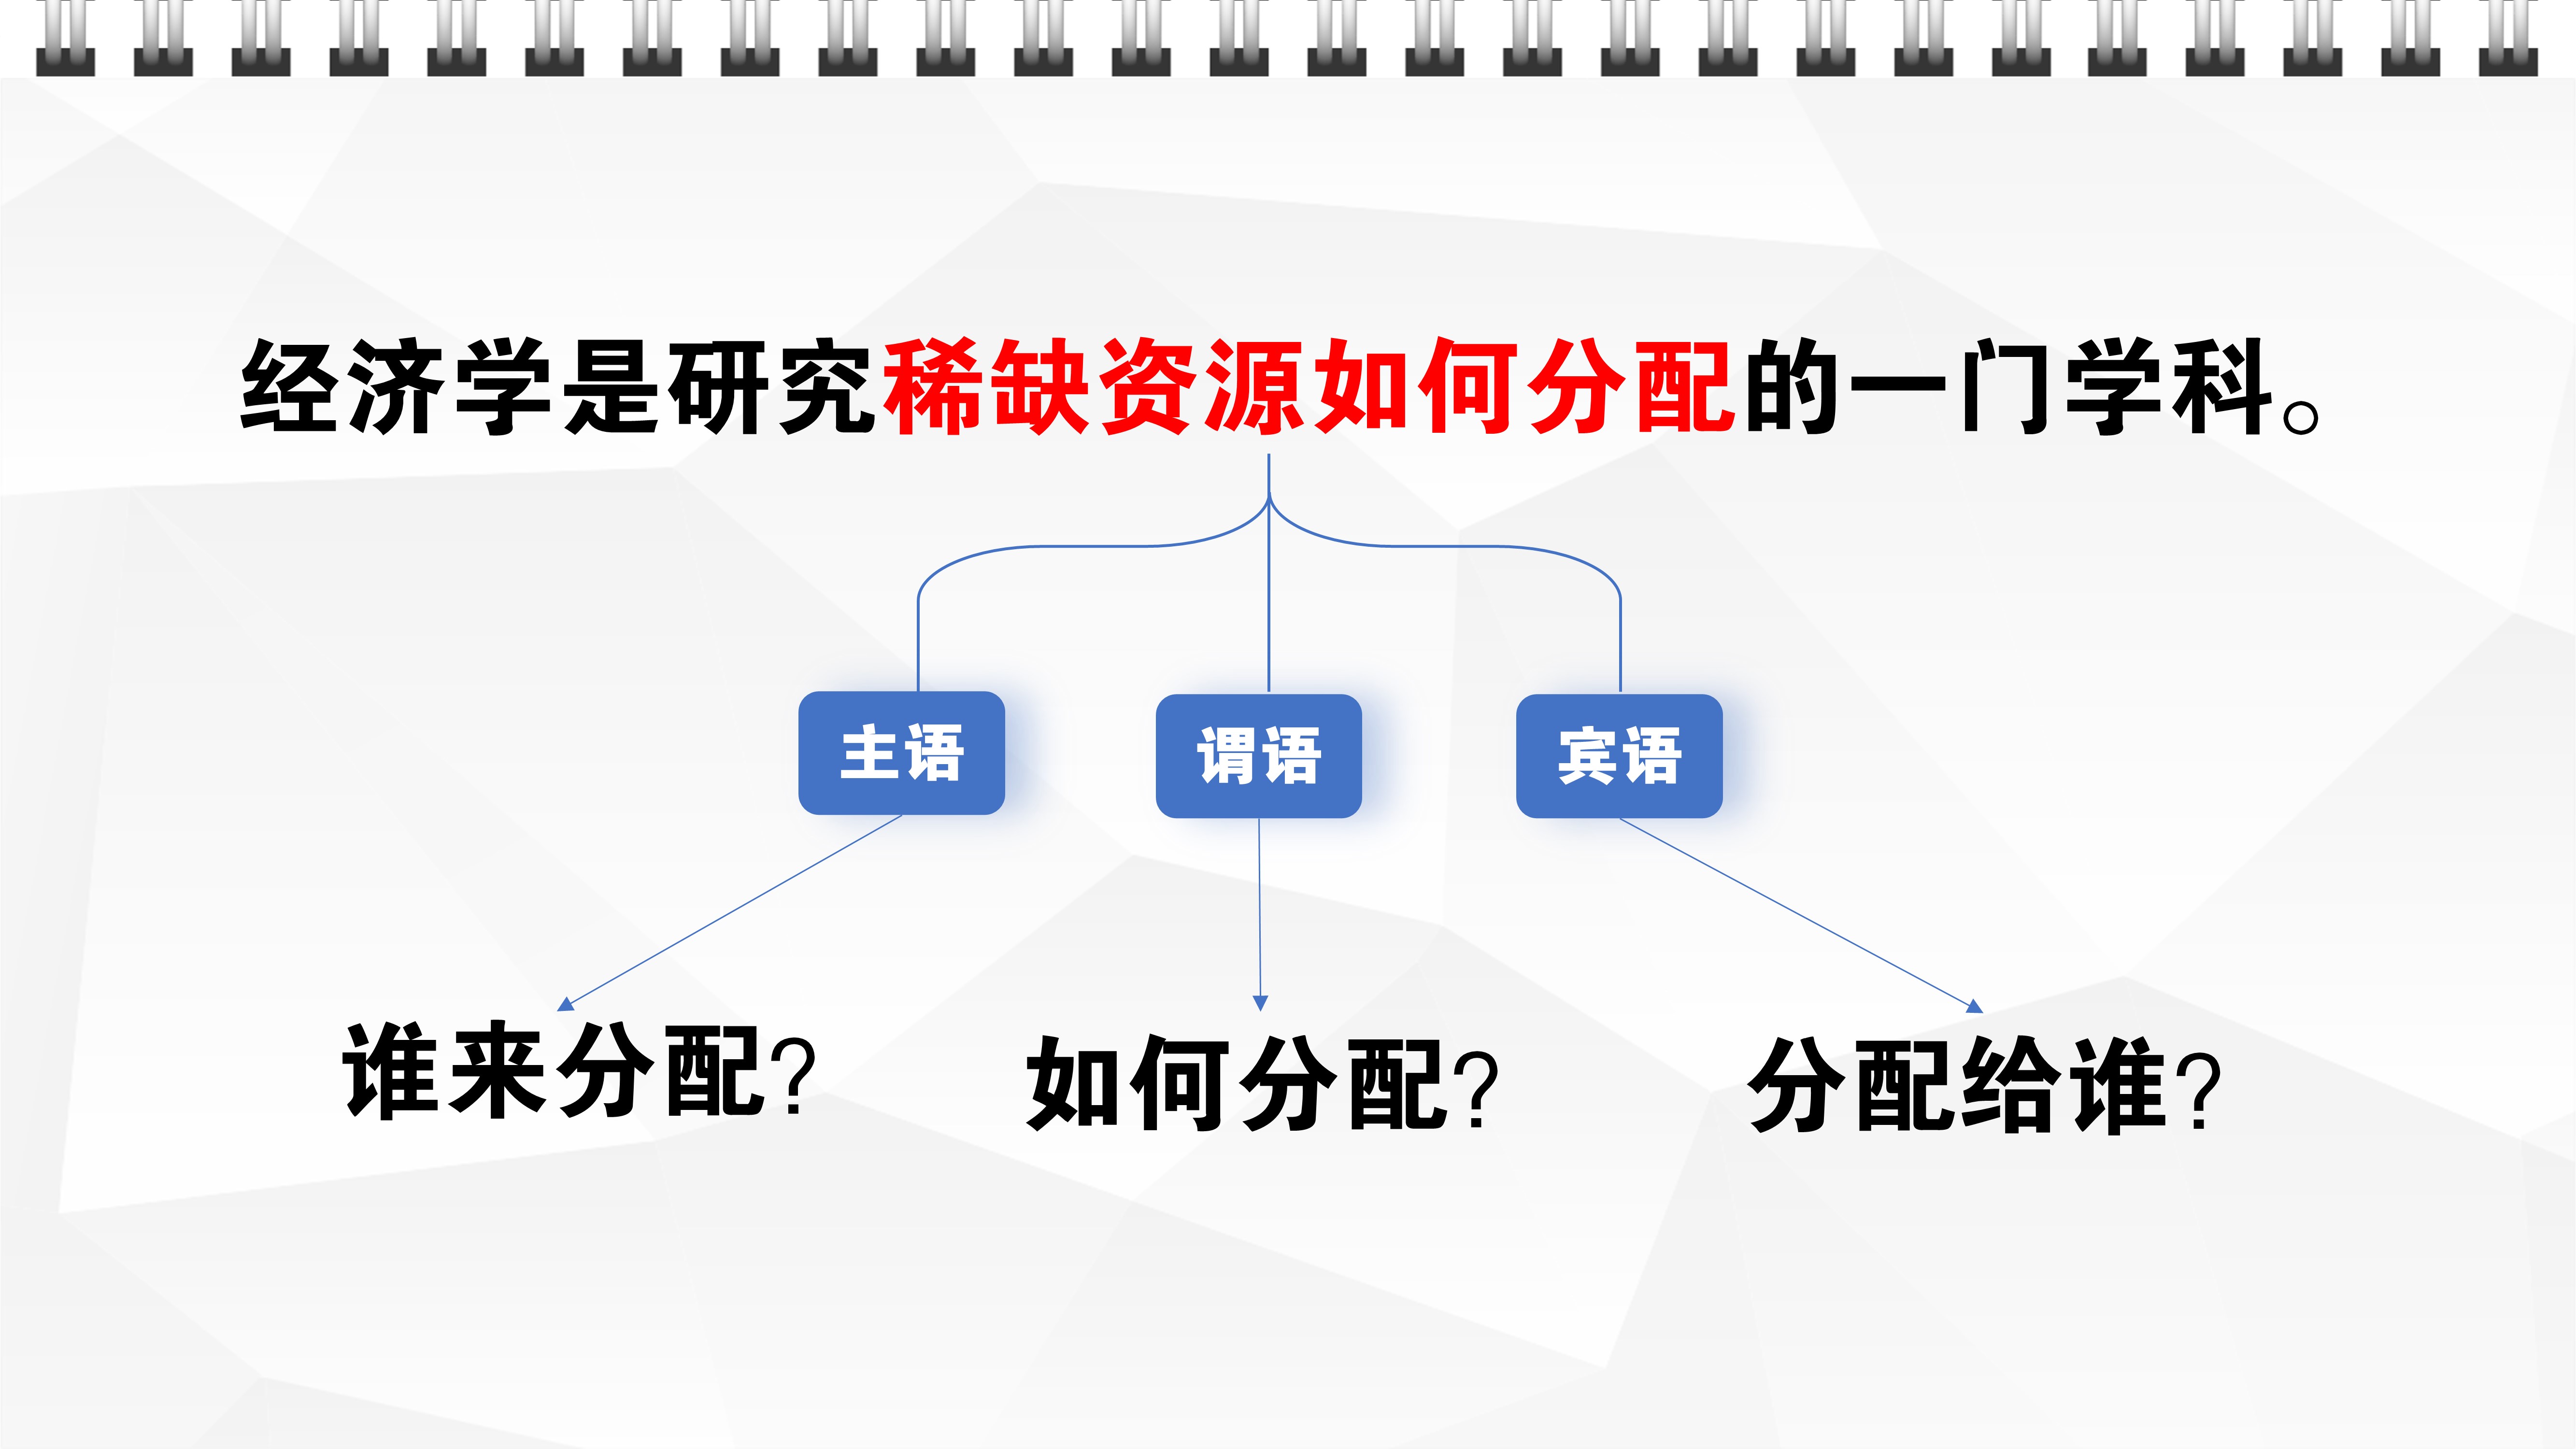 经济学是研究稀缺资源如何分配的一门学科。
主语
谓语
宾语
谁来分配?
如何分配?
分配给谁?